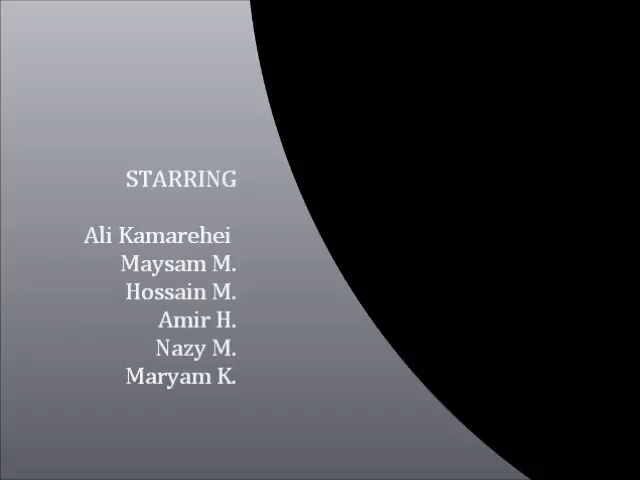 STARRING
Ali Kamarehei
Maysam M.
Hossain M.
Amir H.
Nazy M.
Maryam K.